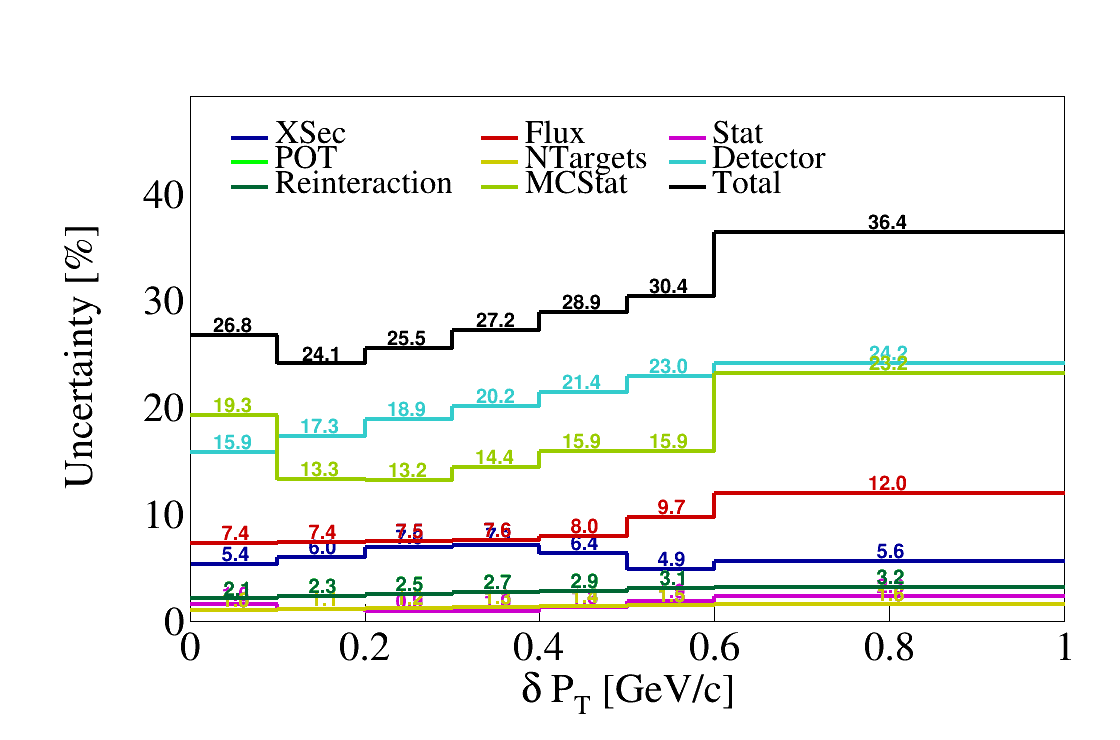 XSec Flux Stat
POT NTargets Detector
Reinteraction MCStat Total
Uncertainty [%]
40
30
20
10
0
26.8 24.1 25.5 27.2 28.9 30.4 36.4
15.9 17.3 18.9 20.2 21.4 23.0 24.2
19.3 13.3 13.2 14.4 15.9 15.9 23.2
7.4 7.4 7.5 7.6 8.0 9.7 12.0
5.4 6.0 6.4 4.9 5.6
2.1 2.3 2.5 2.7 2.9 3.1 3.2
1.1
0 0.2 0.4 0.6 0.8 1
δ P_T [GeV/c]